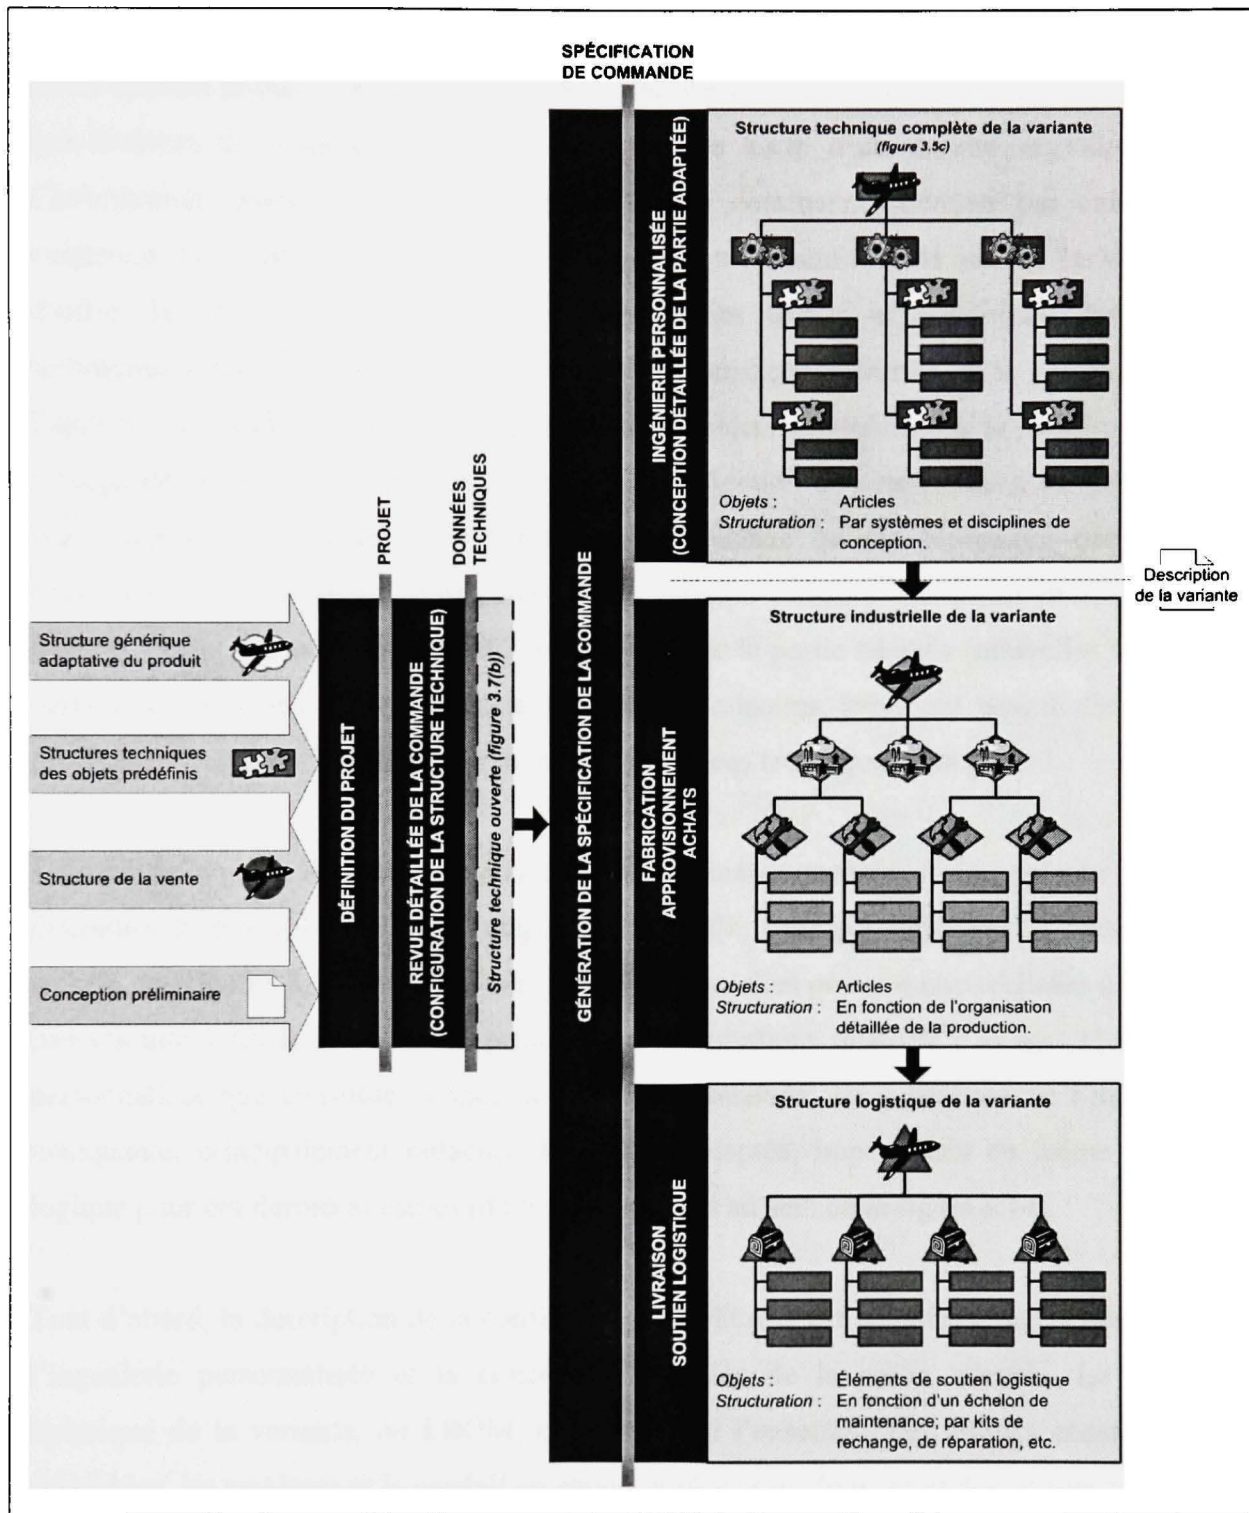 SPÉCIFICATION
DE COMMANDE
INGÉNIERIE PERSONNALISÉE
(CONCEPTION DÉTAILLÉE DE LA PARTIE ADAPTÉE)
Structure technique complète de la variante
(figure 3.5c)
Objets : Articles
Structuration : Par systèmes et disciplines de
conception.
PROJET
DONNÉES
TECHNIQUES
Description
de la variante
Structure générique
adaptative du produit
Structures techniques
des objets prédéfinis
Structure de la vente
Conception préliminaire
DÉFINITION DU PROJET
REVUE DÉTAILLÉE DE LA COMMANDE
(CONFIGURATION DE LA STRUCTURE TECHNIQUE)
Structure technique ouverte (figure 3.7(b))
GÉNÉRATION DE LA SPÉCIFICATION DE LA COMMANDE
FABRICATION
APPROVISIONNEMENT
ACHATS
Structure industrielle de la variante
Objets : Articles
Structuration : En fonction de l'organisation
détaillée de la production.
LIVRAISON
SOUTIEN LOGISTIQUE
Structure logistique de la variante
Objets : Éléments de soutien logistique
Structuration : En fonction d'un échelon de
maintenance; par kits de
rechange, de réparation, etc.